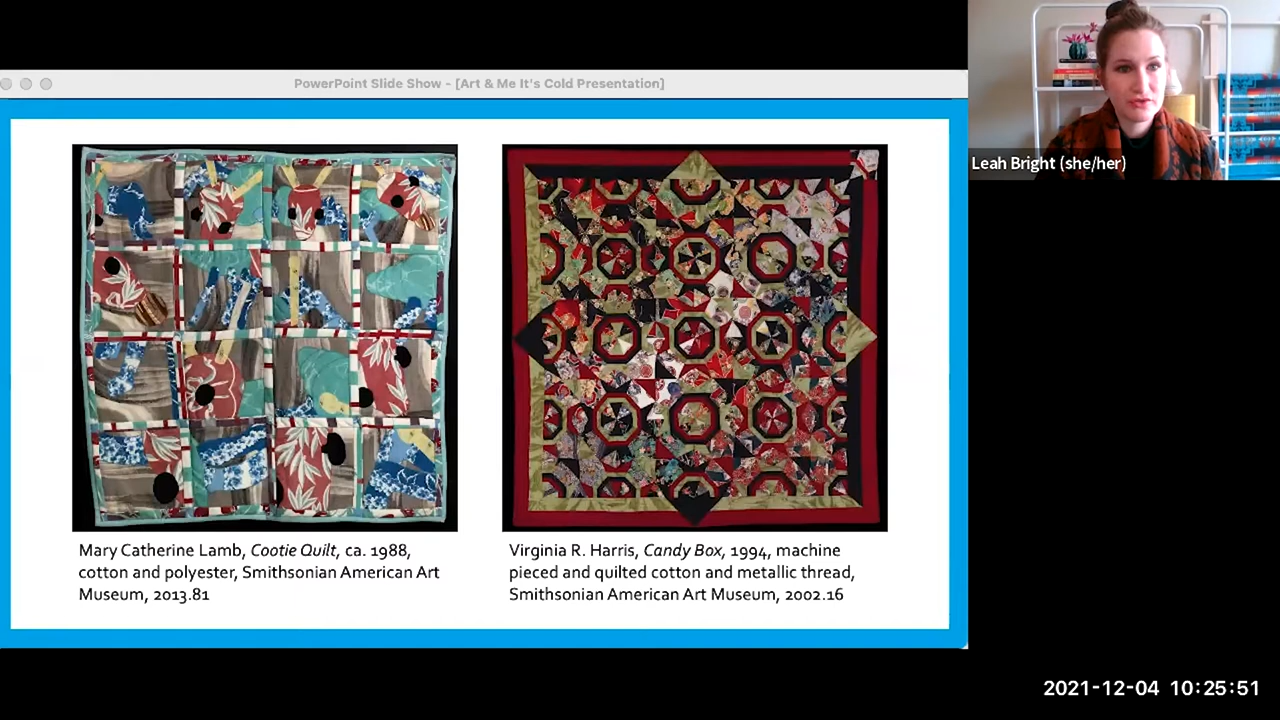 PowerPoint Slide Show - [Art & Me It's Cold Presentation]
Leah Bright (she/her)
Mary Catherine Lamb, Cootie Quilt, ca. 1988,
cotton and polyester, Smithsonian American Art
Museum, 2013.81
Virginia R. Harris, Candy Box, 1994, machine
pieced and quilted cotton and metallic thread,
Smithsonian American Art Museum, 2002.16
2021-12-04 10:25:51